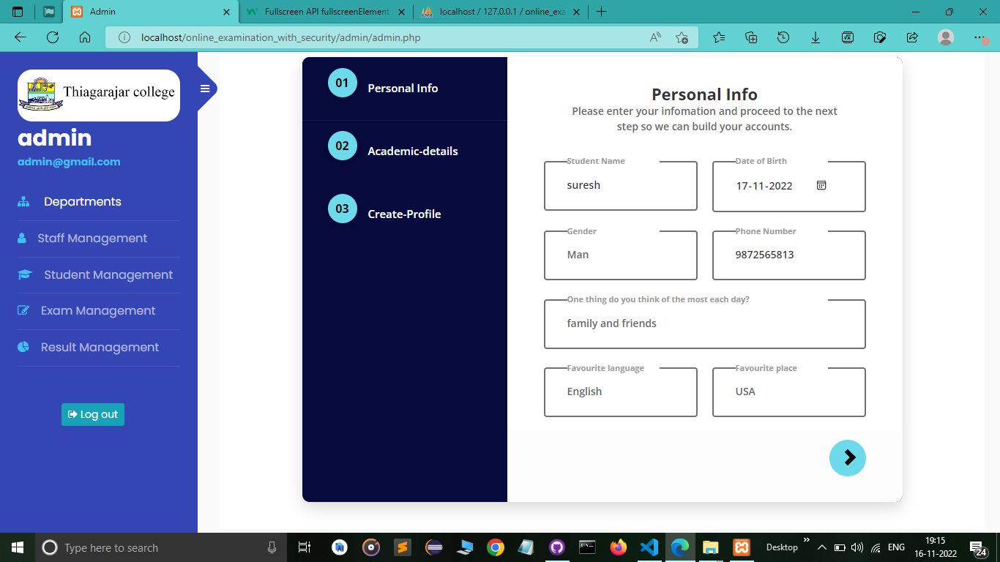 Admin
Fullscreen API fullscreenElement
localhost / 127.0.0.1 / online_exa
localhost/online_examination_with_security/admin/admin.php
Thiagarajar college
admin
admin@gmail.com
Departments
Staff Management
Student Management
Exam Management
Result Management
Log out
01
Personal Info
02
Academic-details
03
Create-Profile
Personal Info
Please enter your infomation and proceed to the next
step so we can build your accounts.
Student Name
suresh
Date of Birth
17-11-2022
Gender
Man
Phone Number
9872565813
One thing do you think of the most each day?
family and friends
Favourite language
English
Favourite place
USA
Type here to search
Desktop
ENG
19:15
16-11-2022
24